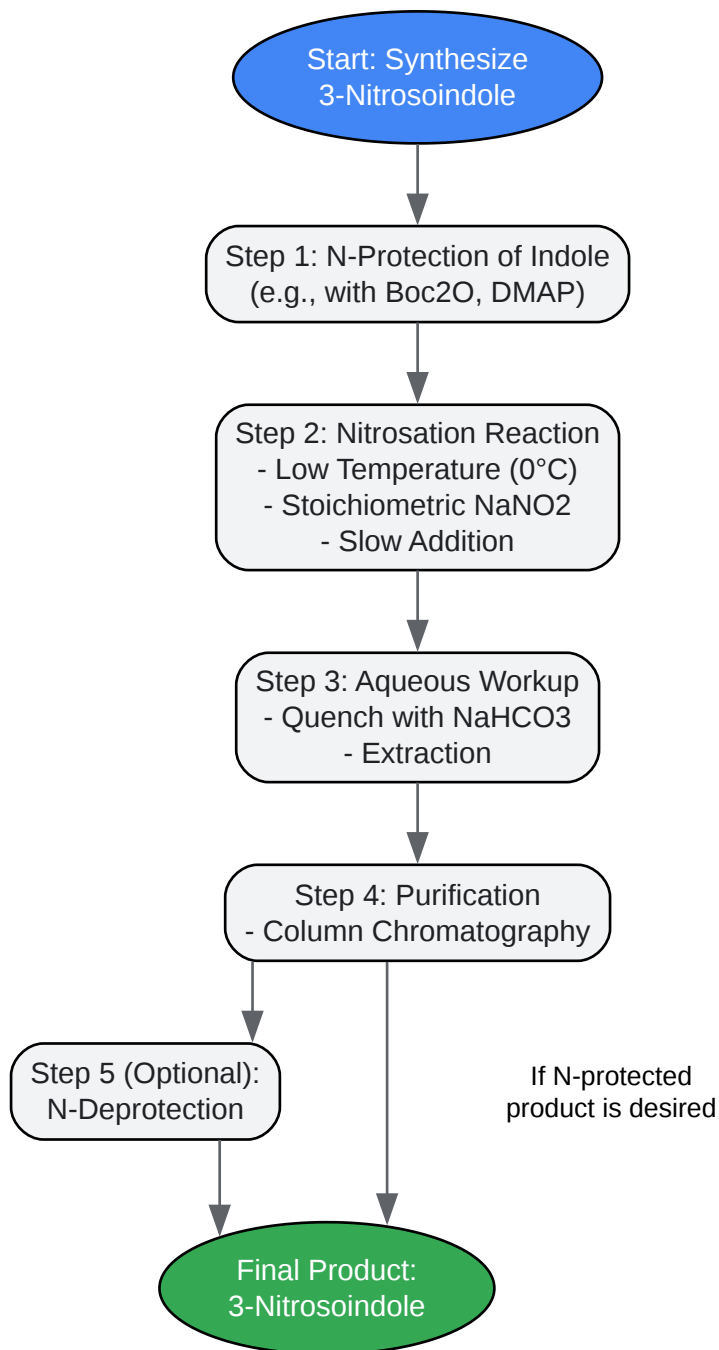 Start: Synthesize
3-Nitrosoindole
Step 1: N-Protection of Indole
(e.g., with Boc2O, DMAP)
Step 2: Nitrosation Reaction
- Low Temperature (0°C)
- Stoichiometric NaNO2
- Slow Addition
Step 3: Aqueous Workup
- Quench with NaHCO3
- Extraction
Step 4: Purification
- Column Chromatography
Step 5 (Optional):
N-Deprotection
If N-protected
product is desired
Final Product:
3-Nitrosoindole